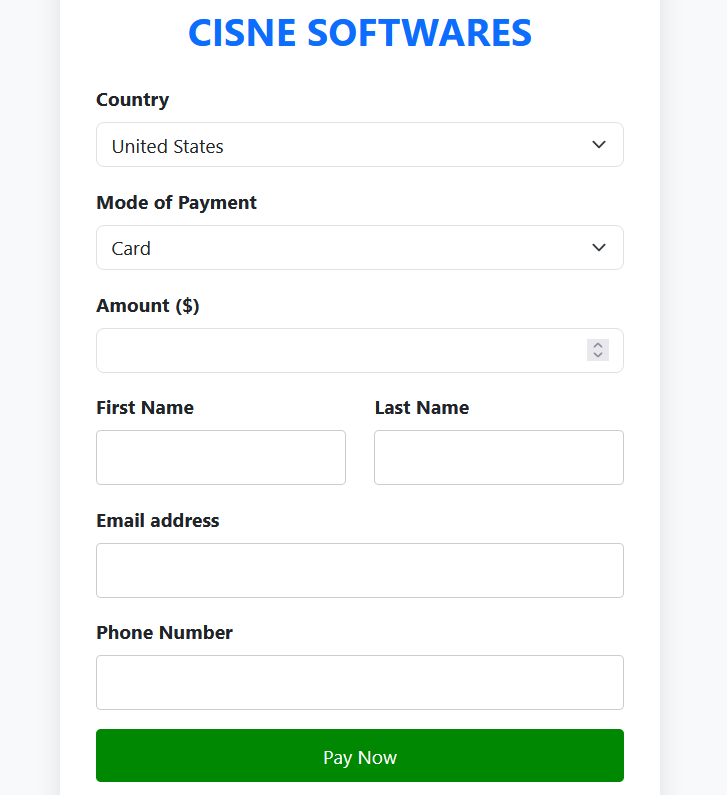 CISNE SOFTWARES
Country
United States
Mode of Payment
Card
Amount ($)
First Name Last Name
Email address
Phone Number
Pay Now